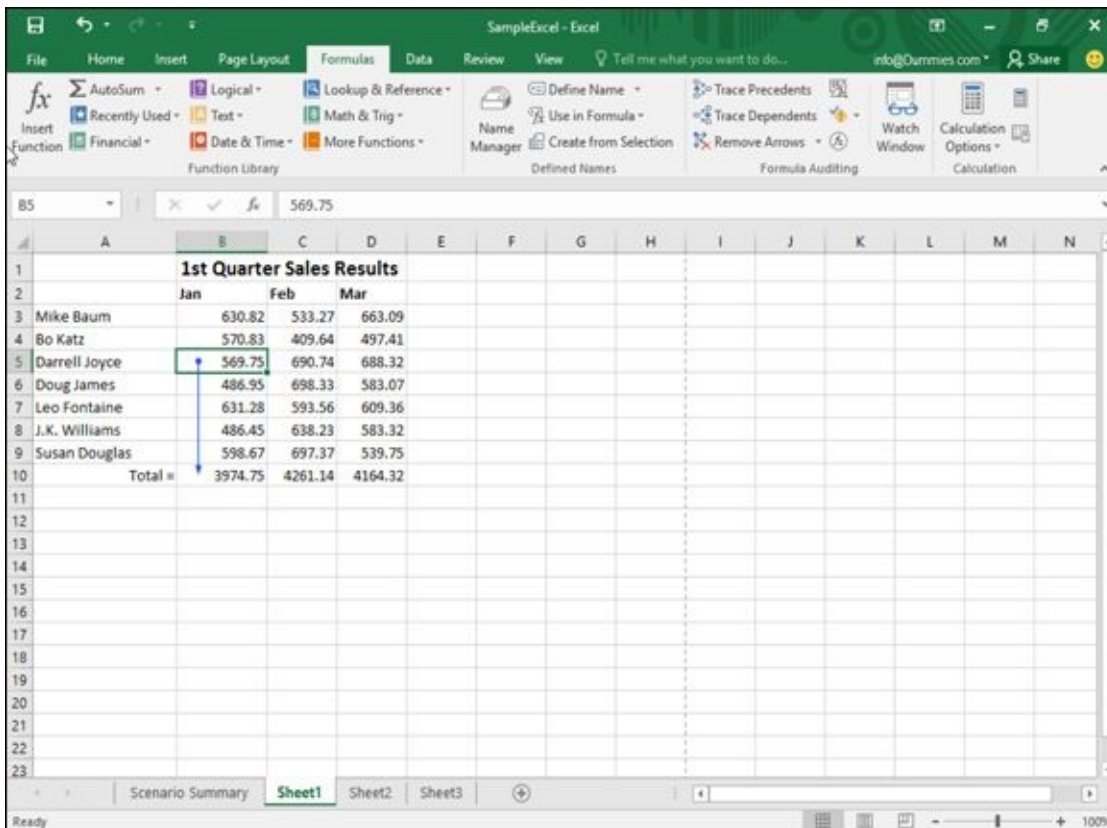 SampleExcel - Excel
File Home Insert Page Layout Formulas Data Review View Tell me what you want to do... info@Dummies.com Share
fx Insert Function
AutoSum
Recently Used
Financial
Logical
Text
Date & Time
Lookup & Reference
Math & Trig
More Functions
Function Library
Name Manager
Define Name
Use in Formula
Create from Selection
Defined Names
Trace Precedents
Trace Dependents
Remove Arrows
Formula Auditing
Watch Window
Calculation Options
Calculation
B5 fx 569.75
A B C D E F G H I J K L M N
1 1st Quarter Sales Results
2 Jan Feb Mar
3 Mike Baum 630.82 533.27 663.09
4 Bo Katz 570.83 409.64 497.41
5 Darrell Joyce 569.75 690.74 688.32
6 Doug James 486.95 698.33 583.07
7 Leo Fontaine 631.28 593.56 609.36
8 J.K. Williams 486.45 638.23 583.32
9 Susan Douglas 598.67 697.37 539.75
10 Total = 3974.75 4261.14 4164.32
11
12
13
14
15
16
17
18
19
20
21
22
23
Scenario Summary Sheet1 Sheet2 Sheet3
Ready 100%